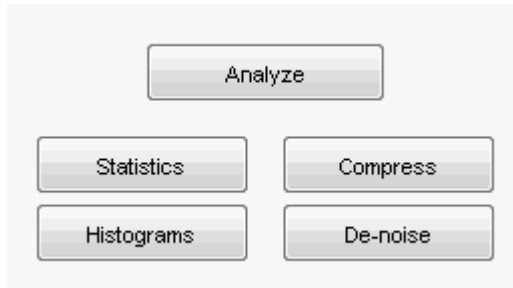 Analyze
Statistics
Compress
Histograms
De-noise